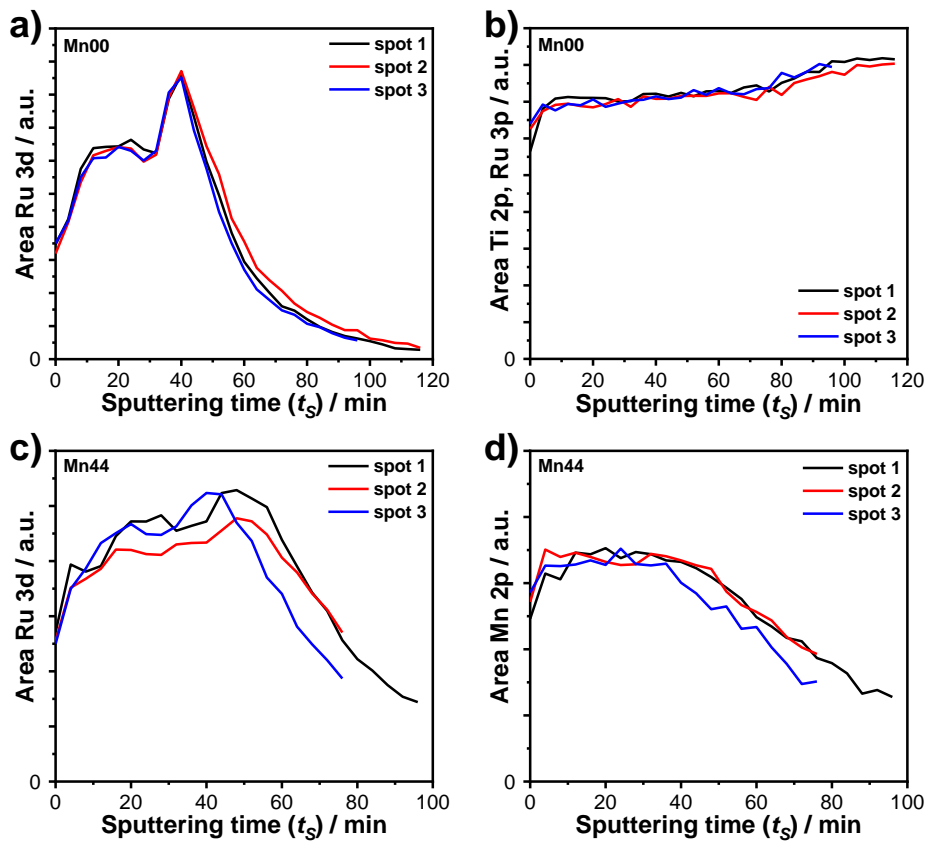 a)
Mn00
spot 1
spot 2
spot 3
Area Ru 3d / a.u.
0
0 20 40 60 80 100 120
Sputtering time (tS) / min
b)
Mn00
Area Ti 2p, Ru 3p / a.u.
spot 1
spot 2
spot 3
0
0 20 40 60 80 100 120
Sputtering time (tS) / min
c)
Mn44
spot 1
spot 2
spot 3
Area Ru 3d / a.u.
0
0 20 40 60 80 100
Sputtering time (tS) / min
d)
Mn44
spot 1
spot 2
spot 3
Area Mn 2p / a.u.
0
0 20 40 60 80 100
Sputtering time (tS) / min